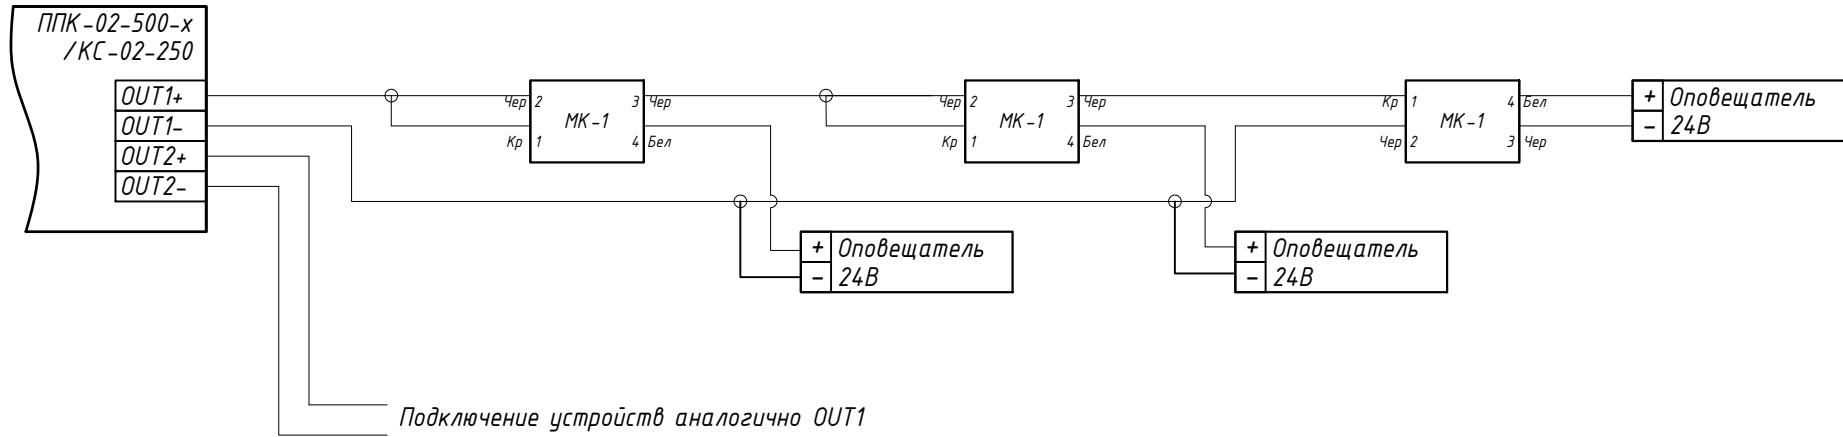 ППК-02-500-х
/КС-02-250
OUT1+
OUT1-
OUT2+
OUT2-
Чер 2 3 Чер
МК-1
Кр 1 4 Бел
Чер 2 3 Чер
МК-1
Кр 1 4 Бел
Кр 1 4 Бел
МК-1
Чер 2 3 Чер
+ Оповещатель
- 24В
+ Оповещатель
- 24В
+ Оповещатель
- 24В
Подключение устройств аналогично OUT1